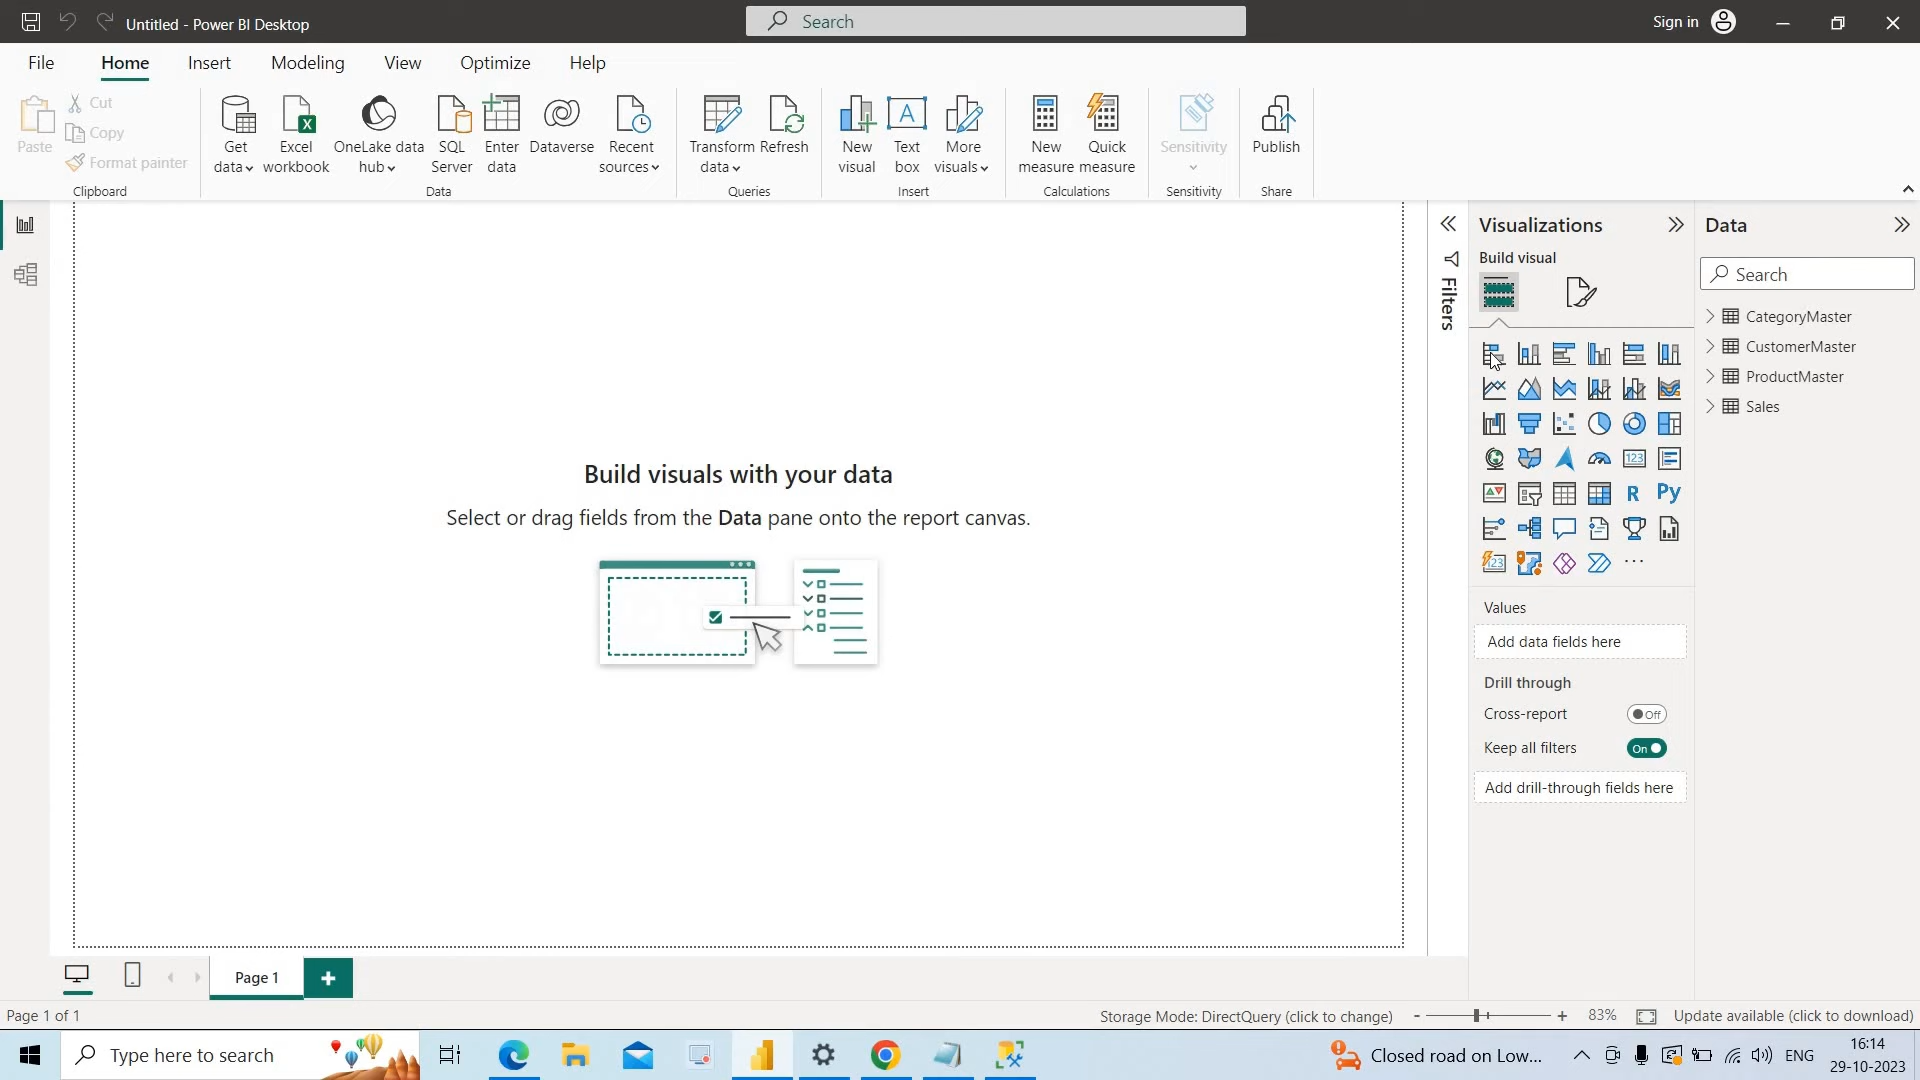 Untitled - Power BI Desktop
Search
Sign in
File Home Insert Modeling View Optimize Help
Paste
Cut
Copy
Format painter
Clipboard
Get data
Excel workbook
OneLake data hub
SQL Server
Enter data
Dataverse
Recent sources
Data
Transform data
Refresh
Queries
New visual
Text box
More visuals
Insert
New measure
Quick measure
Calculations
Sensitivity
Sensitivity
Publish
Share
Build visuals with your data
Select or drag fields from the Data pane onto the report canvas.
Filters
Visualizations
Build visual
123
R
Py
123
Values
Add data fields here
Drill through
Cross-report
Off
Keep all filters
On
Add drill-through fields here
Data
Search
CategoryMaster
CustomerMaster
ProductMaster
Sales
Page 1
Page 1 of 1
Storage Mode: DirectQuery (click to change)
- + 83%
Update available (click to download)
Type here to search
Closed road on Low...
ENG
16:14
29-10-2023